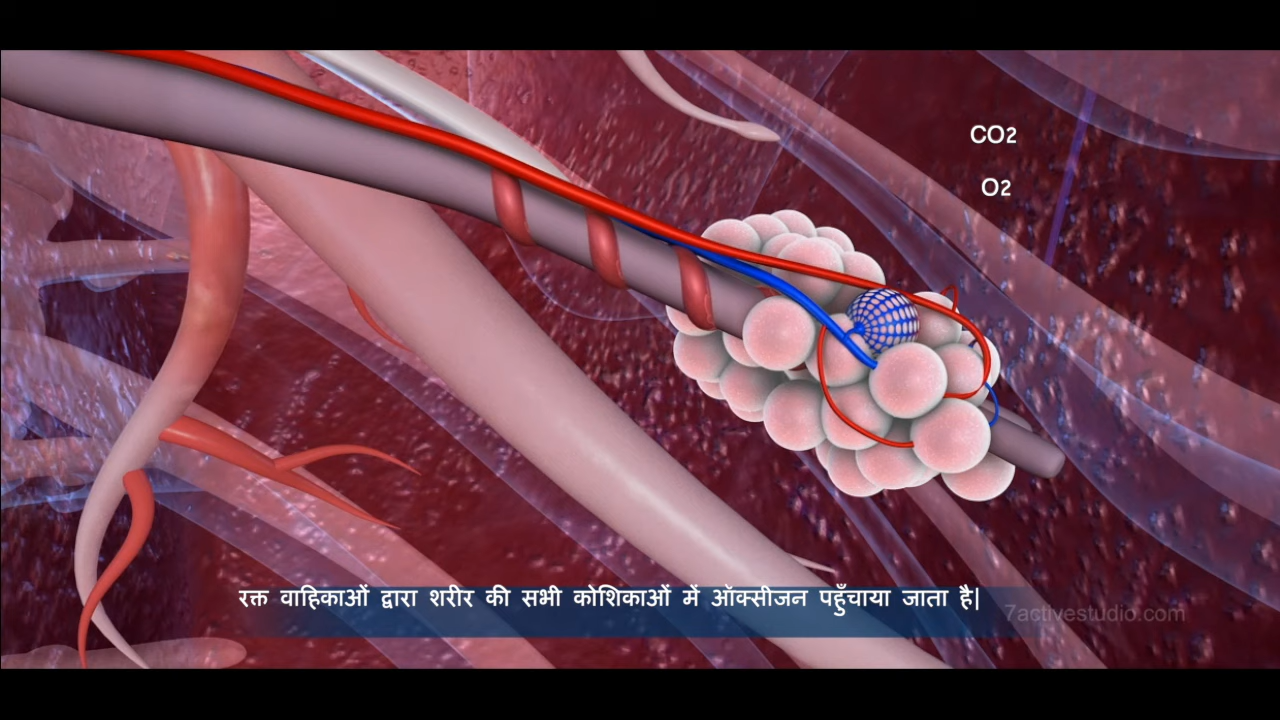 CO2
O2
रक्त वाहिकाओं द्वारा शरीर की सभी कोशिकाओं में ऑक्सीजन पहुँचाया जाता है|
7activestudio.com